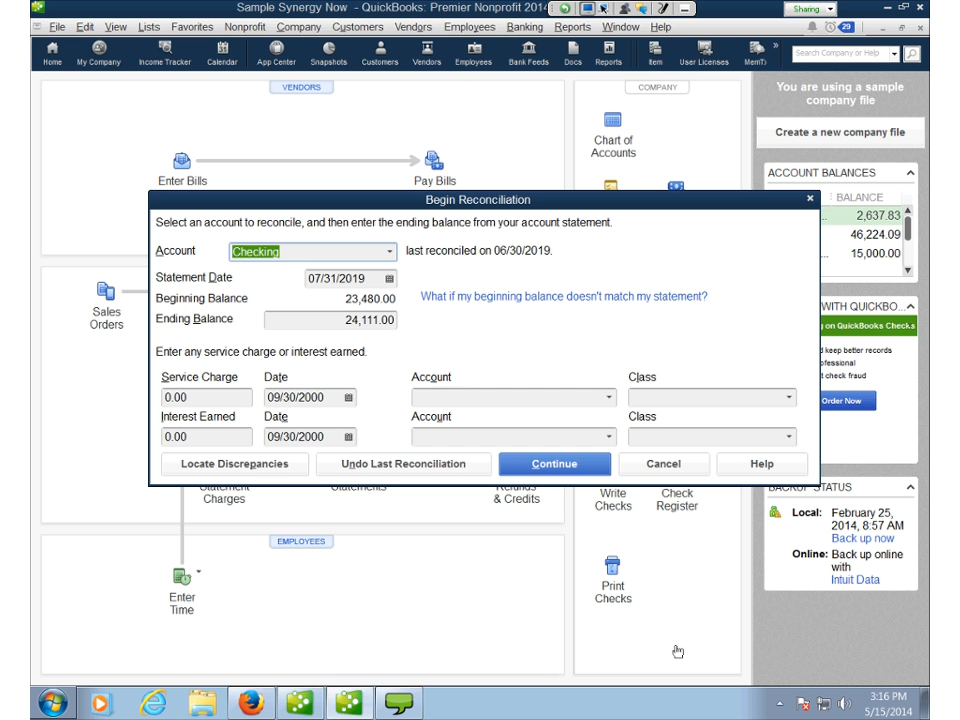 Sample Synergy Now - QuickBooks: Premier Nonprofit 2014
Sharing
File Edit View Lists Favorites Nonprofit Company Customers Vendors Employees Banking Reports Window Help
29
Home My Company Income Tracker Calendar App Center Snapshots Customers Vendors Employees Bank Feeds Docs Reports Item User Licenses MemTx
Search Company or Help
VENDORS
COMPANY
You are using a sample
company file
Create a new company file
Chart of
Accounts
Enter Bills
Pay Bills
ACCOUNT BALANCES
BALANCE
2,637.83
46,224.09
15,000.00
Begin Reconciliation
Select an account to reconcile, and then enter the ending balance from your account statement.
Account Checking last reconciled on 06/30/2019.
Statement Date 07/31/2019
Beginning Balance 23,480.00 What if my beginning balance doesn't match my statement?
Ending Balance 24,111.00
Enter any service charge or interest earned.
Service Charge Date Account Class
0.00 09/30/2000
Interest Earned Date Account Class
0.00 09/30/2000
Locate Discrepancies Undo Last Reconciliation Continue Cancel Help
Sales
Orders
WITH QUICKBO...
on QuickBooks Checks
keep better records
ofessional
t check fraud
Order Now
Statement
Charges
Statements
Refunds
& Credits
Write
Checks
Check
Register
BACKUP STATUS
Local: February 25,
2014, 8:57 AM
Back up now
Online: Back up online
with
Intuit Data
EMPLOYEES
Enter
Time
Print
Checks
3:16 PM
5/15/2014